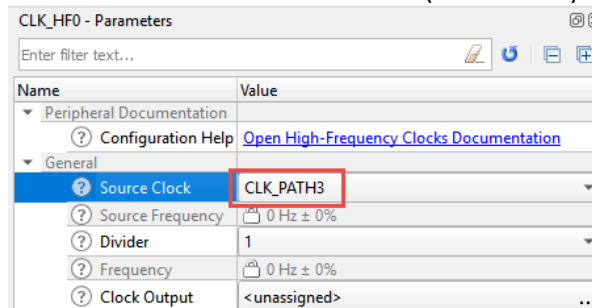 CLK_HF0 - Parameters
Enter filter text...
Name Value
Peripheral Documentation
Configuration Help Open High-Frequency Clocks Documentation
General
Source Clock CLK_PATH3
Source Frequency 0 Hz ± 0%
Divider 1
Frequency 0 Hz ± 0%
Clock Output <unassigned> ...